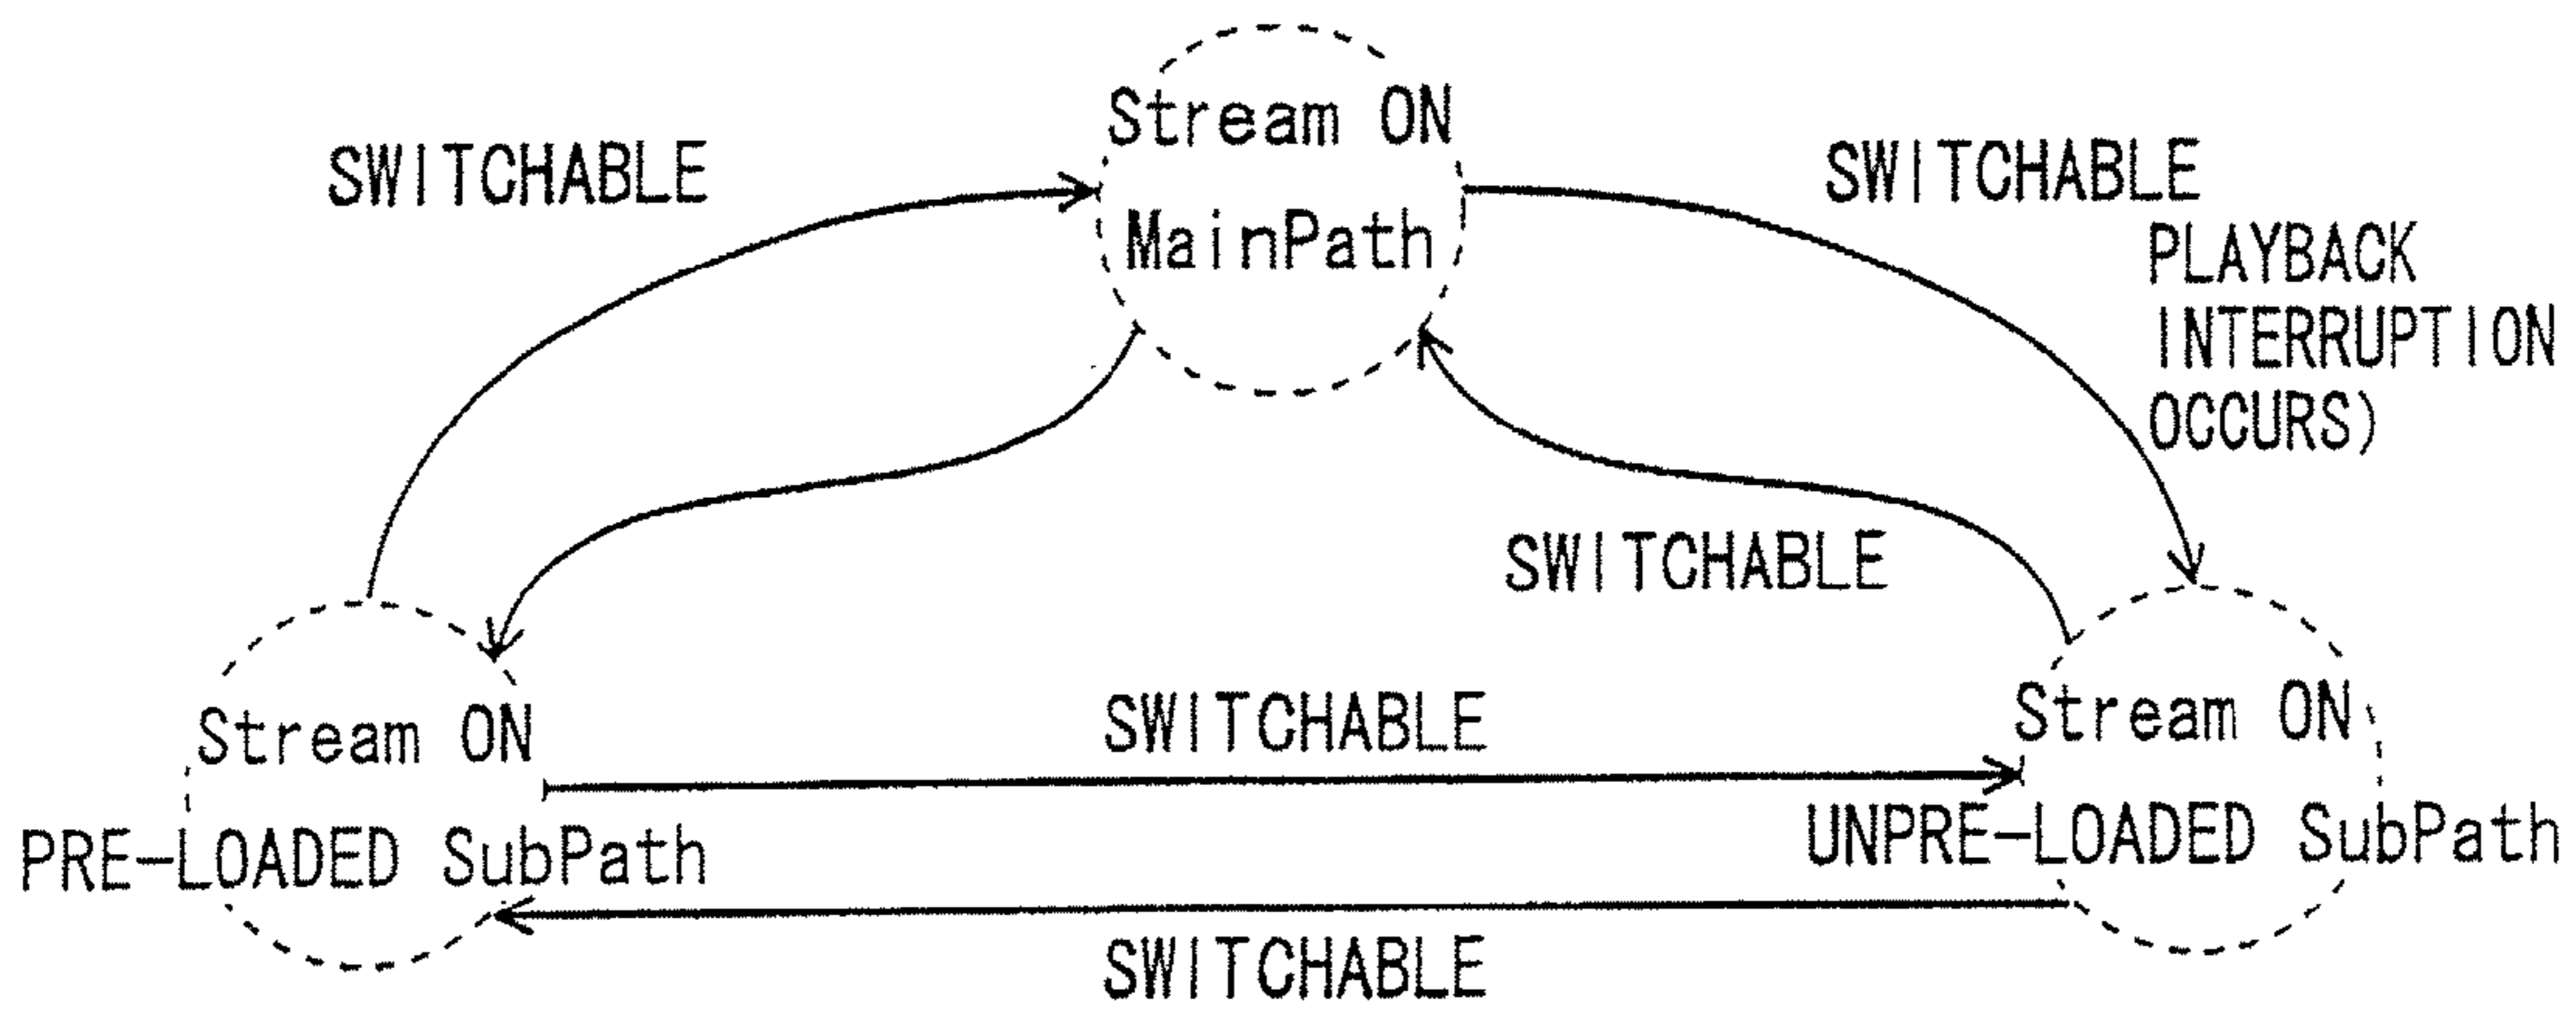 Stream ON
MainPath
SWITCHABLE
SWITCHABLE
PLAYBACK
INTERRUPTION
OCCURS)
SWITCHABLE
Stream ON
PRE-LOADED SubPath
SWITCHABLE
Stream ON
UNPRE-LOADED SubPath
SWITCHABLE